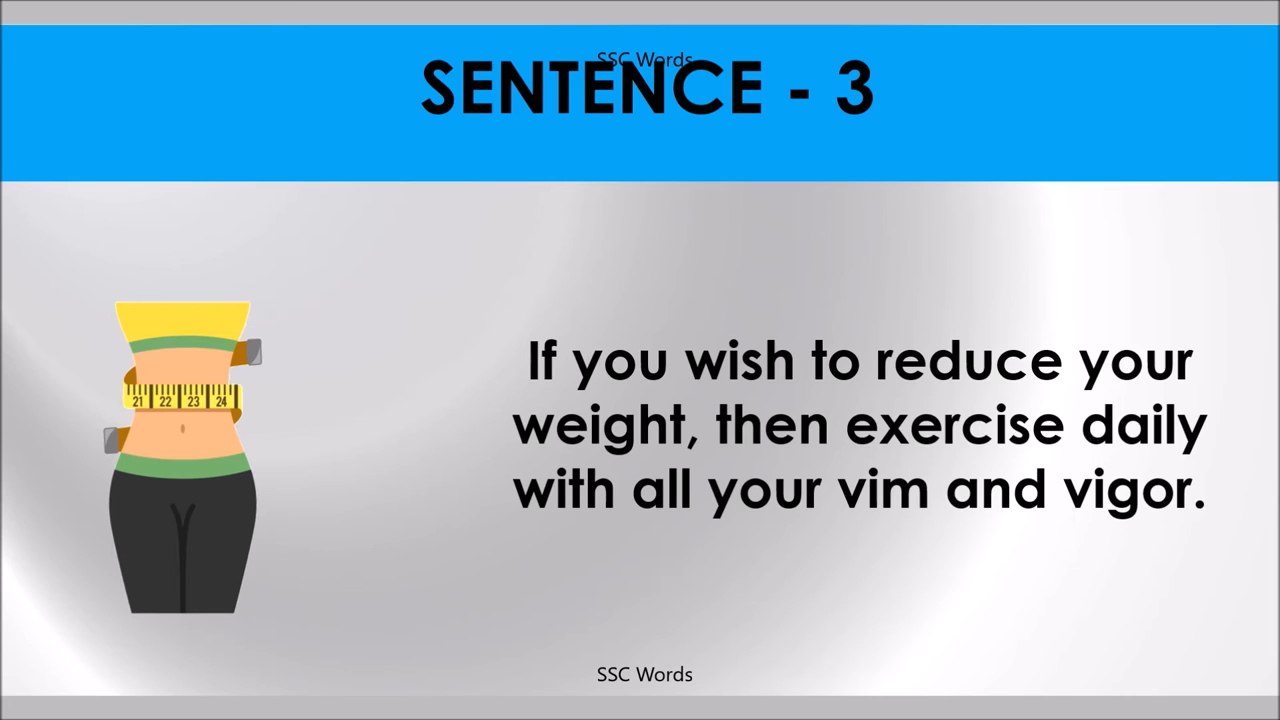 SSC Words
SENTENCE - 3
21 22 23 24
If you wish to reduce your
weight, then exercise daily
with all your vim and vigor.
SSC Words